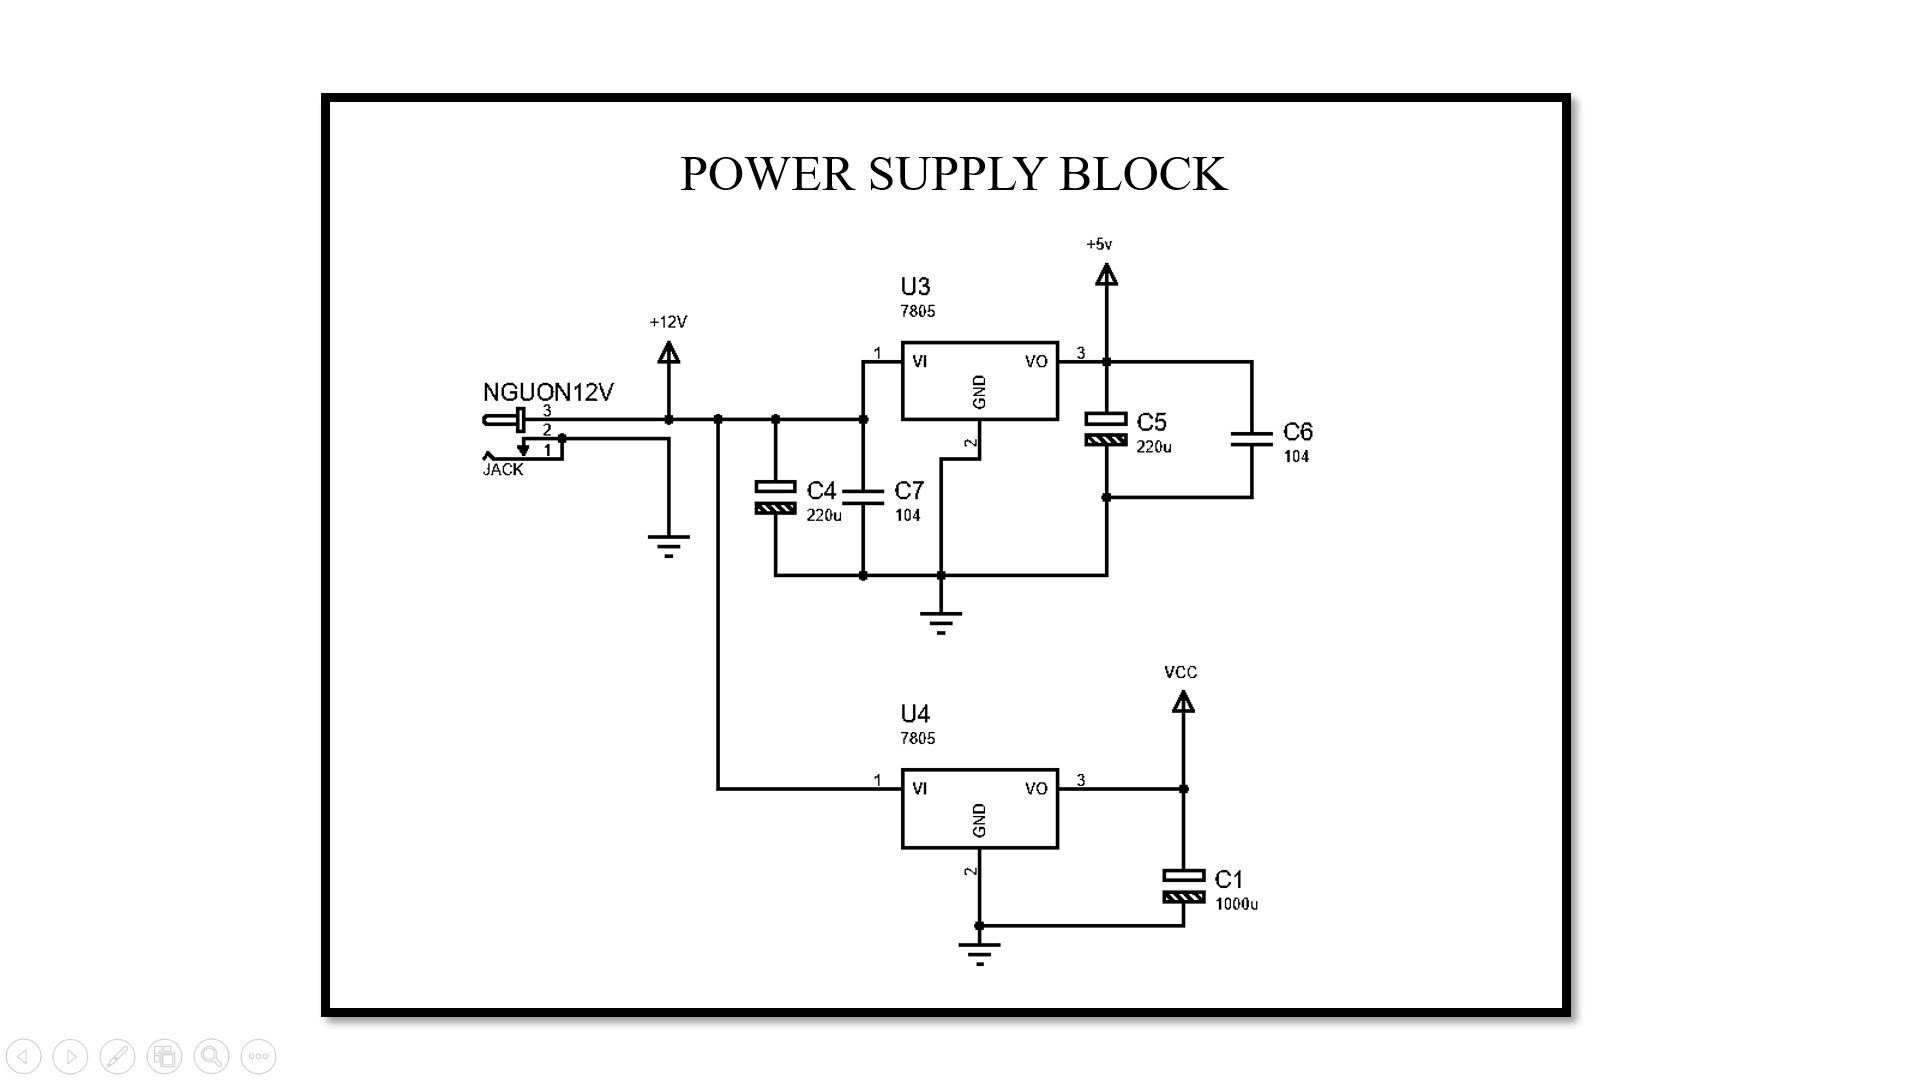 POWER SUPPLY BLOCK
+5v
U3
7805
+12V
1
VI
VO
3
GND
2
NGUON12V
3
2
1
JACK
C5
220u
C6
104
C4
220u
C7
104
VCC
U4
7805
1
VI
VO
3
GND
2
C1
1000u